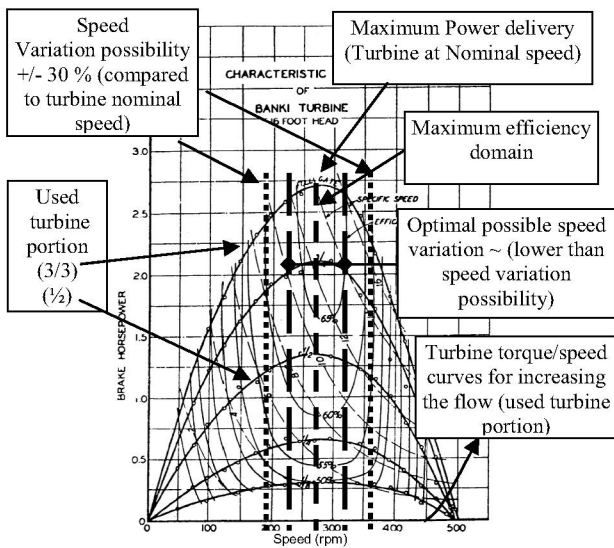 Speed
Variation possibility
+/- 30 % (compared
to turbine nominal
speed)
Maximum Power delivery
(Turbine at Nominal speed)
CHARACTERISTIC
OF
BANKI TURBINE
16 FOOT HEAD
Maximum efficiency
domain
Used
turbine
portion
(3/3)
(½)
Optimal possible speed
variation ~ (lower than
speed variation
possibility)
Turbine torque/speed
curves for increasing
the flow (used turbine
portion)
SPECIFIC SPEED
BRAKE HORSEPOWER
3.0
2.5
2.0
1.5
1.0
0.5
0
65%
60%
55%
50%
0
100
200
300
400
500
Speed (rpm)